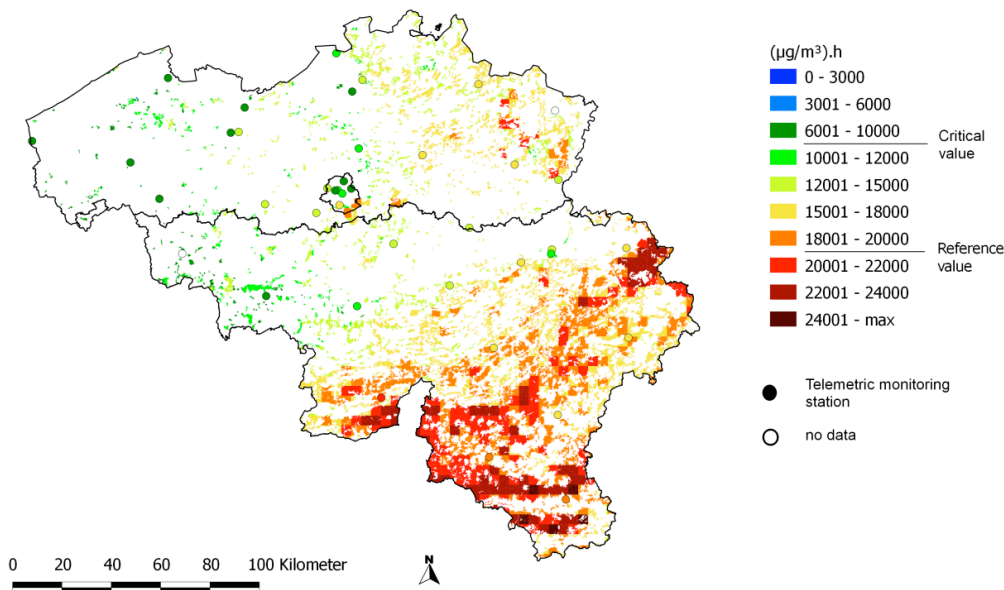 (µg/m³).h
0 - 3000
3001 - 6000
6001 - 10000
Critical
value
10001 - 12000
12001 - 15000
15001 - 18000
18001 - 20000
Reference
value
20001 - 22000
22001 - 24000
24001 - max
Telemetric monitoring
station
no data
0 20 40 60 80 100 Kilometer
N